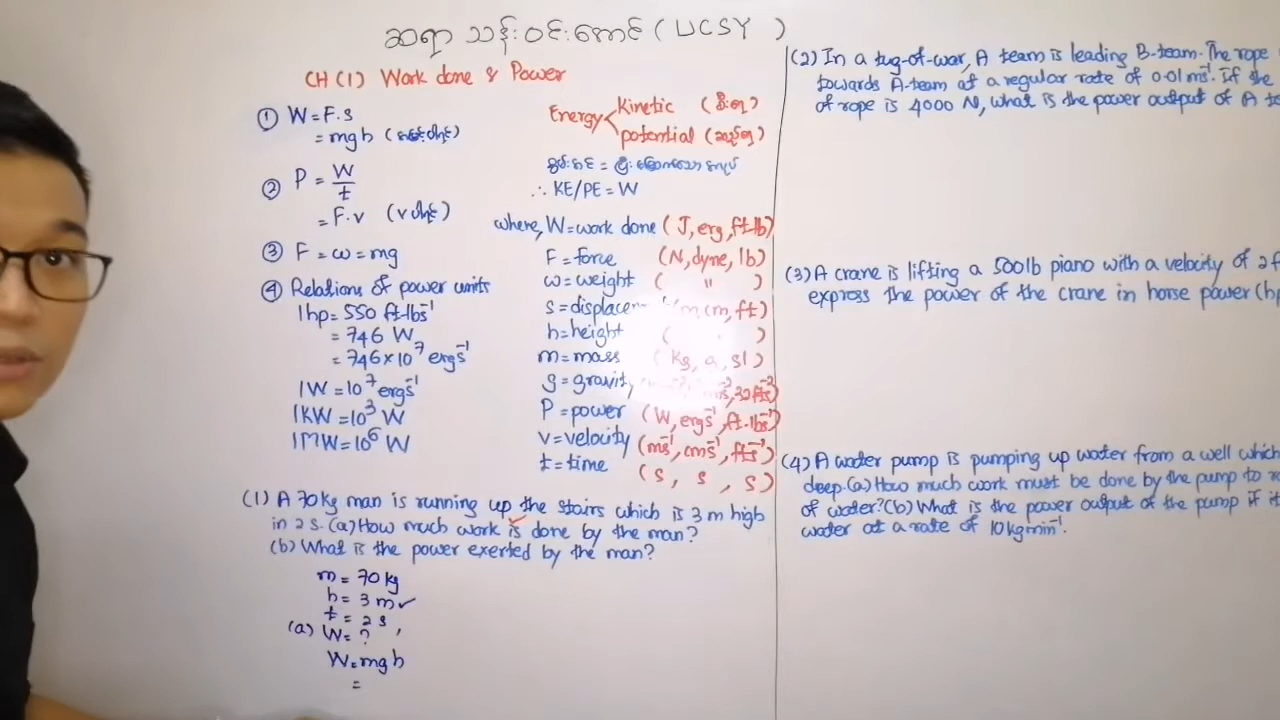 ဆရာ သန်းဝင်းအောင် (UCSY)
CH (1) Work done & Power
① W = F.s
= mgh
② P = W/t
= F.v
③ F = ω = mg
④ Relations of power units
1hp = 550 ft-lbs⁻¹
= 746 W
= 746×10⁷ ergs⁻¹
1W = 10⁷ ergs⁻¹
1KW = 10³ W
1MW = 10⁶ W
Energy Kinetic
potential
∴ KE/PE = W
where, W = work done (J, erg, ft-lb)
F = force (N, dyne, lb)
ω = weight ( " )
s = displacem m, cm, ft)
h = height ( )
m = mass (kg, g, sl)
g = gravity 32fts⁻²)
P = power (W, ergs⁻¹, ft-lbs⁻¹)
v = velocity (ms⁻¹, cms⁻¹, fts⁻¹)
t = time (s, s, s)
(1) A 70kg man is running up the stairs which is 3 m high
in 2 s. (a) How much work is done by the man?
(b) What is the power exerted by the man?
m = 70 kg
h = 3 m ✓
t = 2 s ,
(a) W = ?
W = mgh
=
(2) In a tug-of-war, A team is leading B-team. The rope
towards A-team at a regular rate of 0.01 ms⁻¹. If the
of rope is 4000 N, what is the power output of A te
(3) A crane is lifting a 500lb piano with a velocity of 2 f
express the power of the crane in horse power (hp
(4) A water pump is pumping up water from a well which
deep. (a) How much work must be done by the pump to r
of water? (b) What is the power output of the pump if it
water at a rate of 10 kgmin⁻¹.